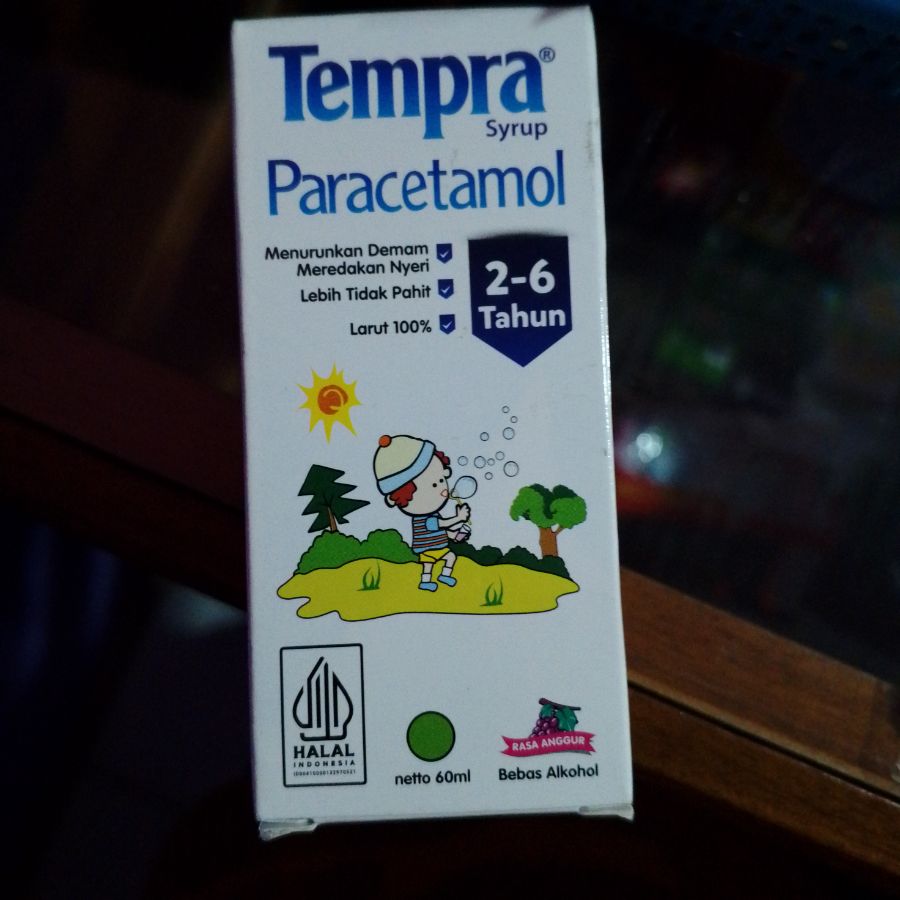 Tempra®
Syrup
Paracetamol
Menurunkan Demam
Meredakan Nyeri
Lebih Tidak Pahit
Larut 100%
2-6
Tahun
HALAL
INDONESIA
netto 60ml
RASA ANGGUR
Bebas Alkohol